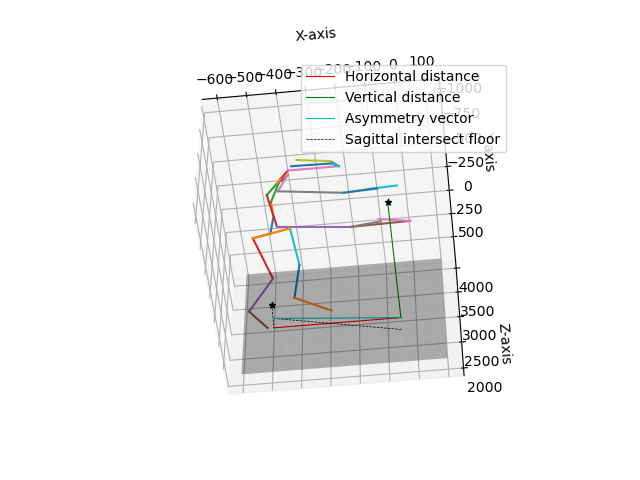 X-axis
−600 −500 −400 −300 −200 −100 0 100
Horizontal distance
Vertical distance
Asymmetry vector
Sagittal intersect floor
−1000
−750
−250
0
250
500
4000
3500
3000
2500
2000
Z-axis